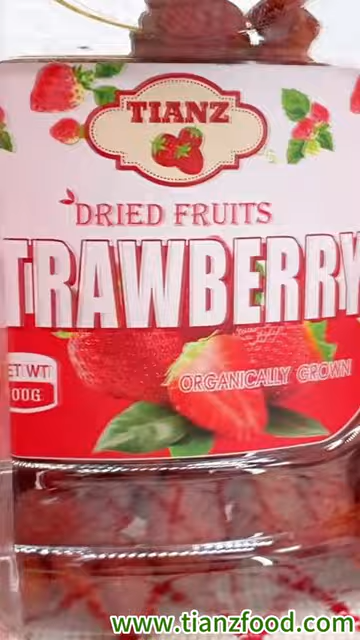 TIANZ
DRIED FRUITS
TRAWBERRY
ET WT
00G
ORGANICALLY GROWN
www.tianzfood.com